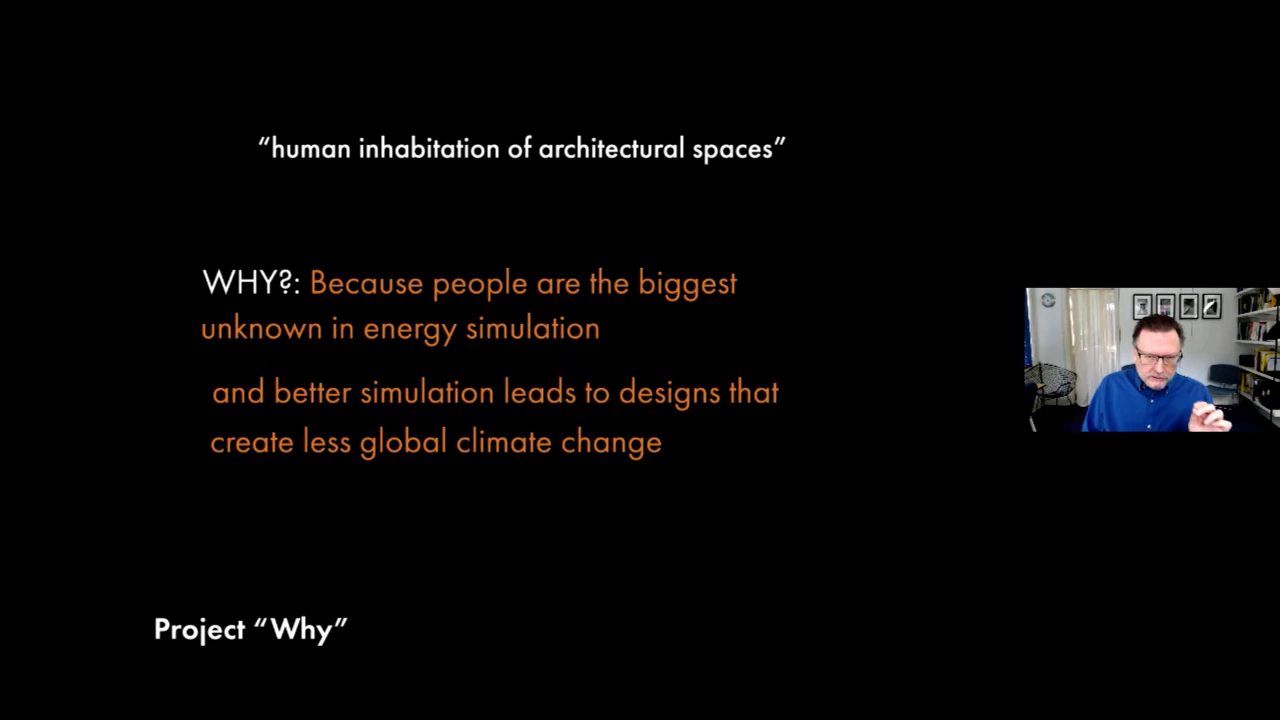 “human inhabitation of architectural spaces”
WHY?: Because people are the biggest
unknown in energy simulation
and better simulation leads to designs that
create less global climate change
Project “Why”